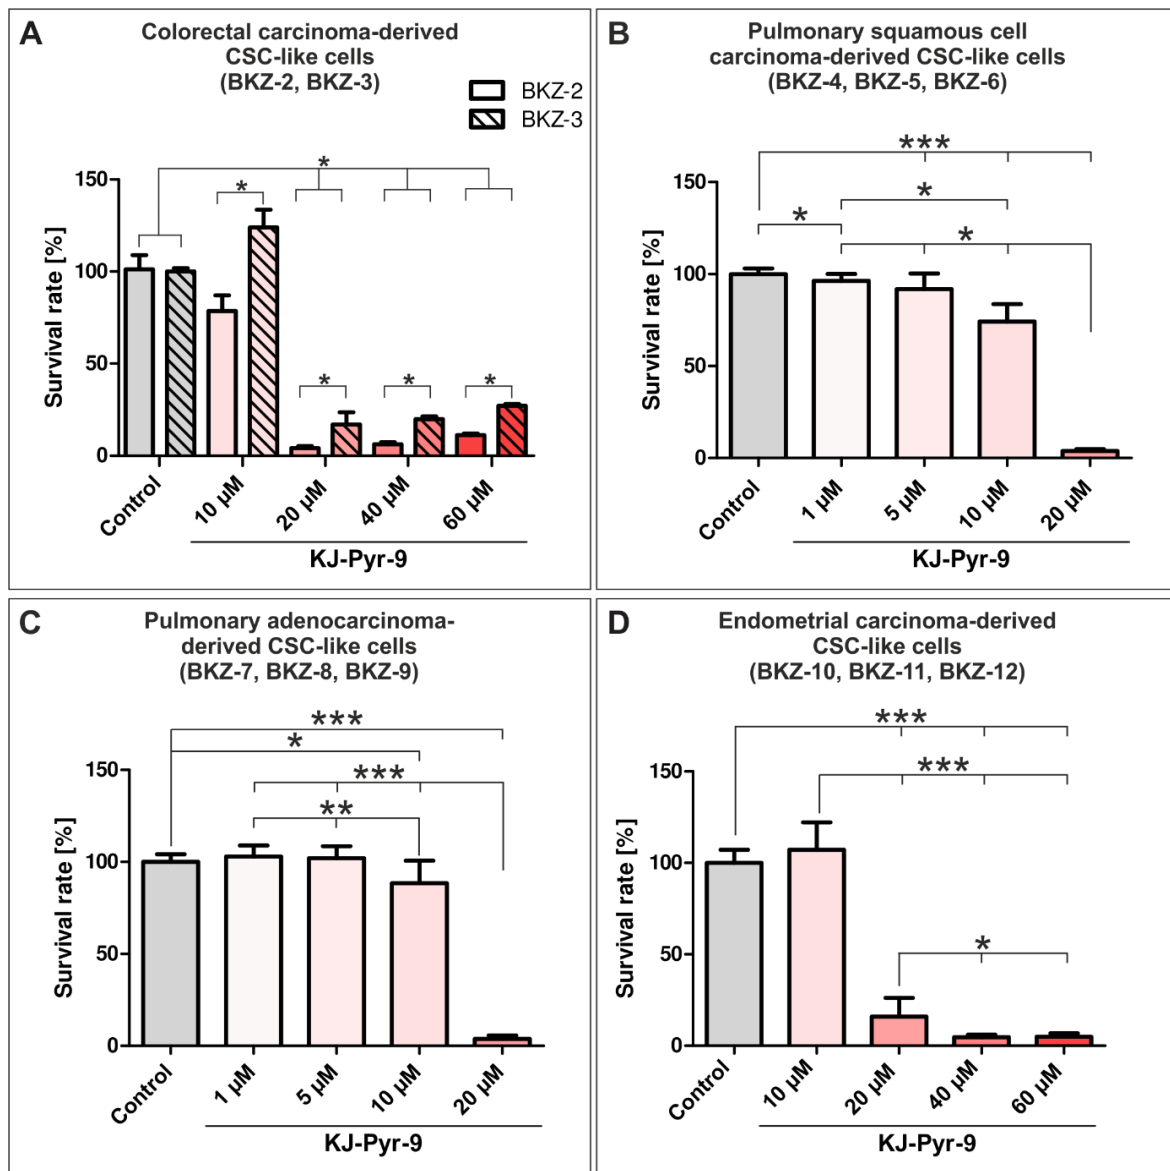 A
Colorectal carcinoma-derived
CSC-like cells
(BKZ-2, BKZ-3)
BKZ-2
BKZ-3
*
*
150
100
50
0
Survival rate [%]
*
*
*
Control
10 µM
20 µM
40 µM
60 µM
KJ-Pyr-9
B
Pulmonary squamous cell
carcinoma-derived CSC-like cells
(BKZ-4, BKZ-5, BKZ-6)
***
*
*
*
150
100
50
0
Survival rate [%]
Control
1 µM
5 µM
10 µM
20 µM
KJ-Pyr-9
C
Pulmonary adenocarcinoma-
derived CSC-like cells
(BKZ-7, BKZ-8, BKZ-9)
***
*
***
**
150
100
50
0
Survival rate [%]
Control
1 µM
5 µM
10 µM
20 µM
KJ-Pyr-9
D
Endometrial carcinoma-derived
CSC-like cells
(BKZ-10, BKZ-11, BKZ-12)
***
***
*
150
100
50
0
Survival rate [%]
Control
10 µM
20 µM
40 µM
60 µM
KJ-Pyr-9